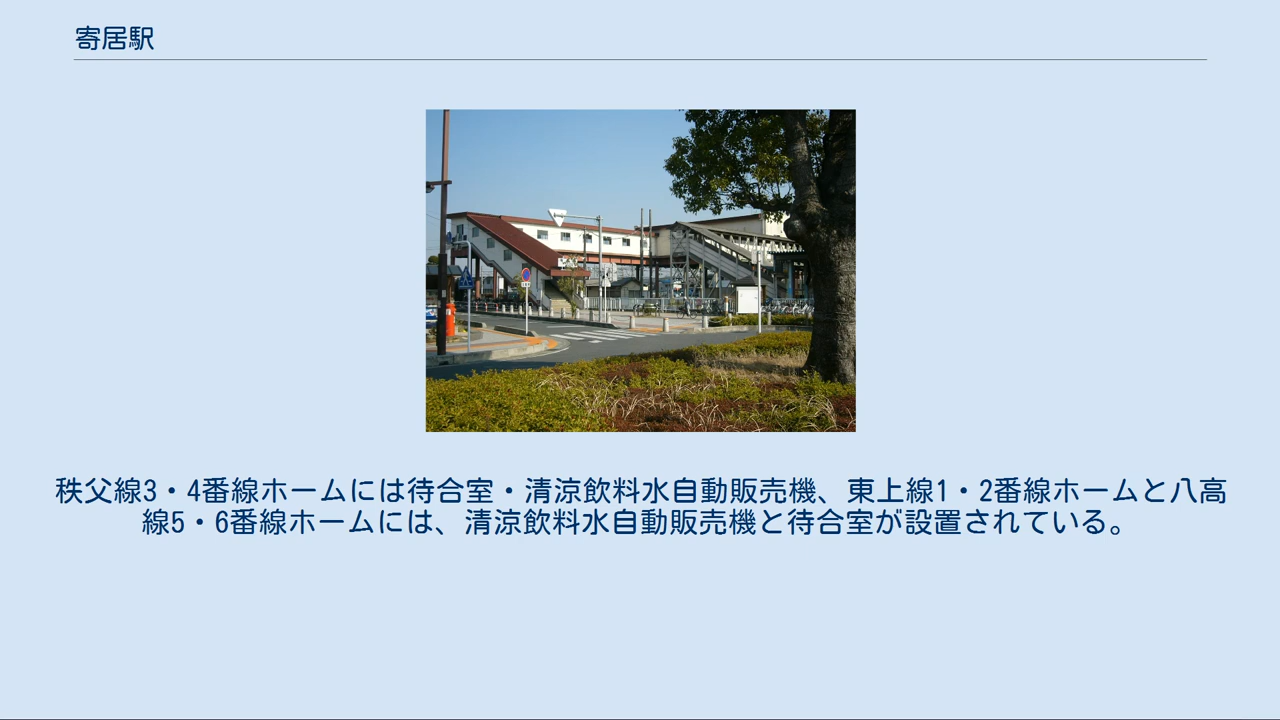 寄居駅
秩父線3・4番線ホームには待合室・清涼飲料水自動販売機、東上線1・2番線ホームと八高
線5・6番線ホームには、清涼飲料水自動販売機と待合室が設置されている。